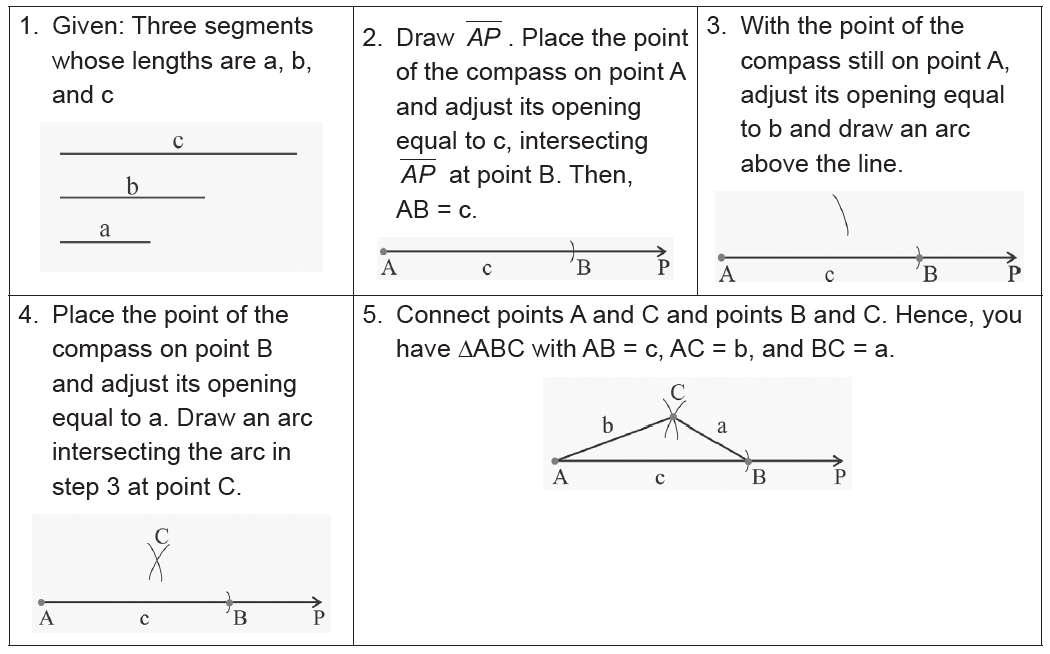 1. Given: Three segments
whose lengths are a, b,
and c
c
b
a
2. Draw AP. Place the point
of the compass on point A
and adjust its opening
equal to c, intersecting
AP at point B. Then,
AB = c.
A c B P
3. With the point of the
compass still on point A,
adjust its opening equal
to b and draw an arc
above the line.
A c B P
4. Place the point of the
compass on point B
and adjust its opening
equal to a. Draw an arc
intersecting the arc in
step 3 at point C.
C
A c B P
5. Connect points A and C and points B and C. Hence, you
have △ABC with AB = c, AC = b, and BC = a.
C
b a
A c B P